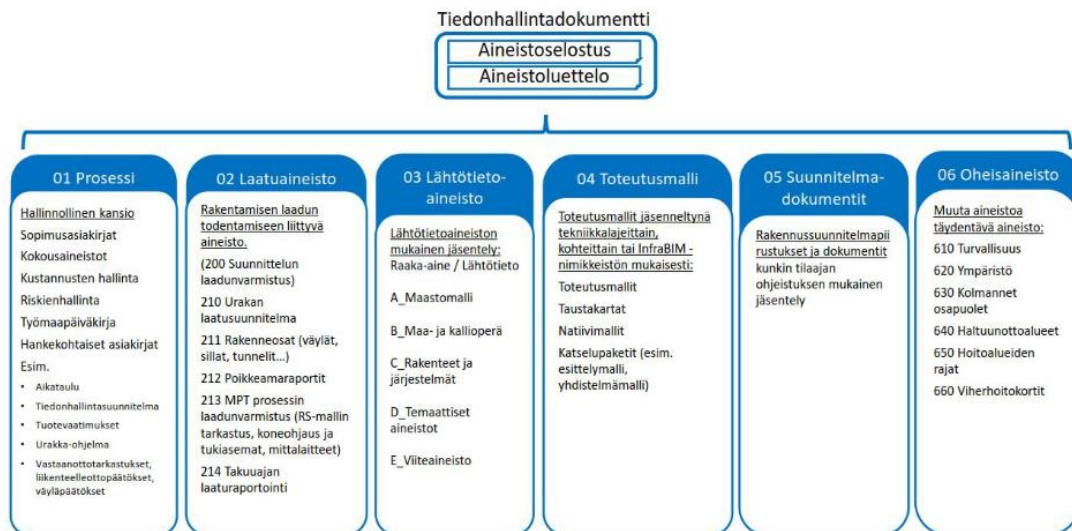 Tiedonhallintadokumentti
Aineistoselostus
Aineistoluettelo
01 Prosessi
Hallinnollinen kansio
Sopimusasiakirjat
Kokousaineistot
Kustannusten hallinta
Riskienhallinta
Työmaapäiväkirja
Hankekohtaiset asiakirjat
Esim.
• Aikataulu
• Tiedonhallintasuunnitelma
• Tuotevaatimukset
• Urakka-ohjelma
• Vastaanottotarkastukset,
liikenteelleottopäätökset,
väyläpäätökset
02 Laatuaineisto
Rakentamisen laadun
todentamiseen liittyvä
aineisto.
(200 Suunnittelun
laadunvarmistus)
210 Urakan
laatusuunnitelma
211 Rakenneosat (väylät,
sillat, tunnelit...)
212 Poikkeamaraportit
213 MPT prosessin
laadunvarmistus (RS-mallin
tarkastus, koneohjaus ja
tukiasemat, mittalaitteet)
214 Takuuajan
laaturaportointi
03 Lähtötieto-
aineisto
Lähtötietoaineiston
mukainen jäsentely:
Raaka-aine / Lähtötieto
A_Maastomalli
B_Maa- ja kallioperä
C_Rakenteet ja
järjestelmät
D_Temaattiset
aineistot
E_Viiteaineisto
04 Toteutusmalli
Toteutusmallit jäsenneltynä
tekniikkalajeittain,
kohteittain tai InfraBIM -
nimikkeistön mukaisesti:
Toteutusmallit
Taustakartat
Natiivimallit
Katselupaketit (esim.
esittelymalli,
yhdistelmämalli)
05 Suunnitelma-
dokumentit
Rakennussuunnitelmapii
rustukset ja dokumentit
kunkin tilaajan
ohjeistuksen mukainen
jäsentely
06 Oheisaineisto
Muuta aineistoa
täydentävä aineisto:
610 Turvallisuus
620 Ympäristö
630 Kolmannet
osapuolet
640 Haltuunottoalueet
650 Hoitoalueiden
rajat
660 Viherhoitokortit